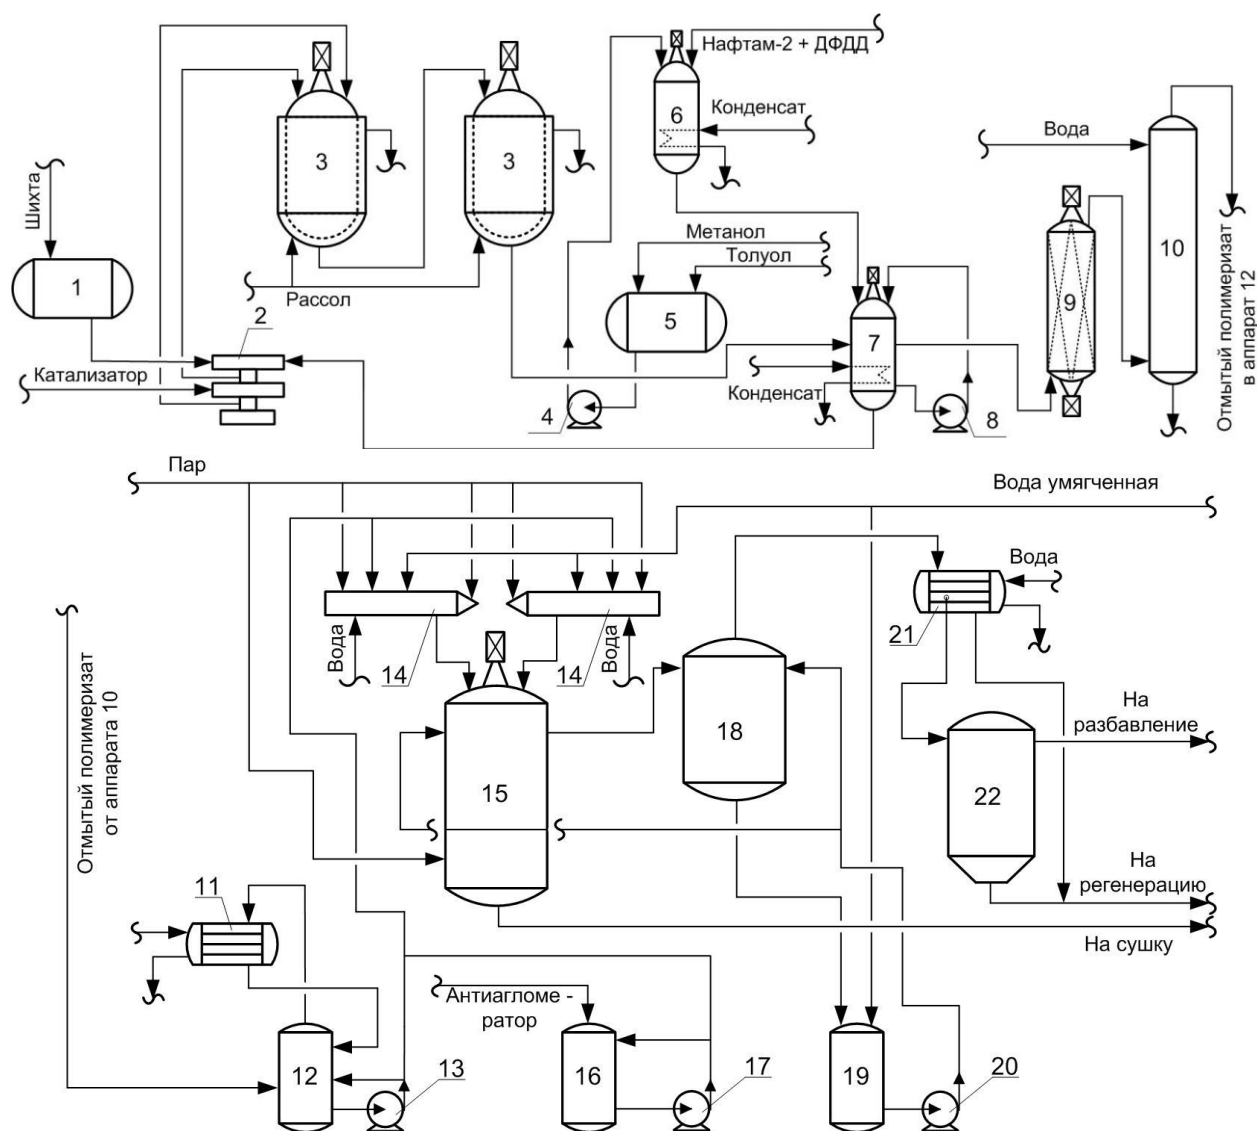 Нафтам-2 + ДФДД
Конденсат
6
Вода
Шихта
3
3
Метанол
Толуол
1
Рассол
2
5
7
9
10
Отмытый полимеризат
в аппарат 12
Катализатор
4
Конденсат
8
Пар
Вода умягченная
Вода
21
Отмытый полимеризат
от аппарата 10
Вода
14
14
Вода
18
На
разбавление
15
22
11
На
регенерацию
На сушку
Антиагломе -
ратор
12
13
16
17
19
20